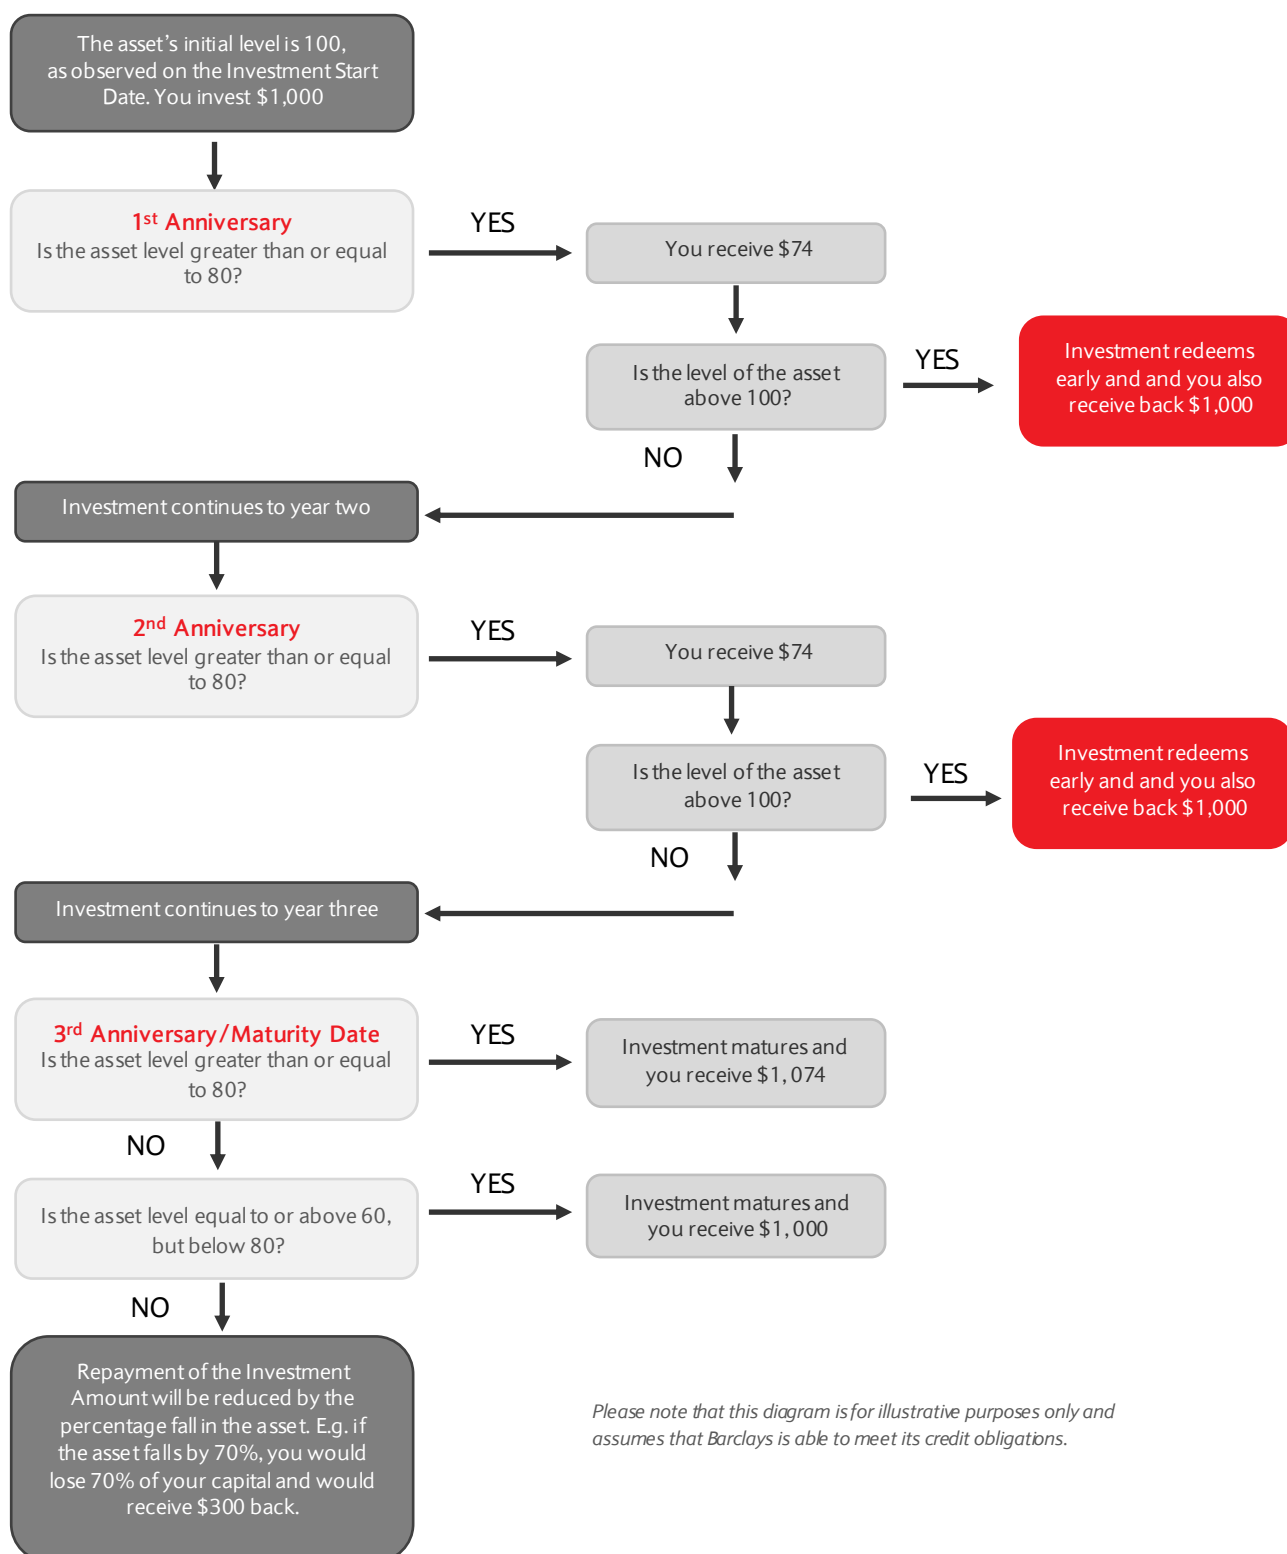 The asset's initial level is 100,
as observed on the Investment Start
Date. You invest $1,000
1st Anniversary
Is the asset level greater than or equal
to 80?
YES
You receive $74
Is the level of the asset
above 100?
YES
Investment redeems
early and and you also
receive back $1,000
NO
Investment continues to year two
2nd Anniversary
Is the asset level greater than or equal
to 80?
YES
You receive $74
Is the level of the asset
above 100?
YES
Investment redeems
early and and you also
receive back $1,000
NO
Investment continues to year three
3rd Anniversary/Maturity Date
Is the asset level greater than or equal
to 80?
YES
Investment matures and
you receive $1, 074
NO
Is the asset level equal to or above 60,
but below 80?
YES
Investment matures and
you receive $1, 000
NO
Repayment of the Investment
Amount will be reduced by the
percentage fall in the asset. E.g. if
the asset falls by 70%, you would
lose 70% of your capital and would
receive $300 back.
Please note that this diagram is for illustrative purposes only and
assumes that Barclays is able to meet its credit obligations.